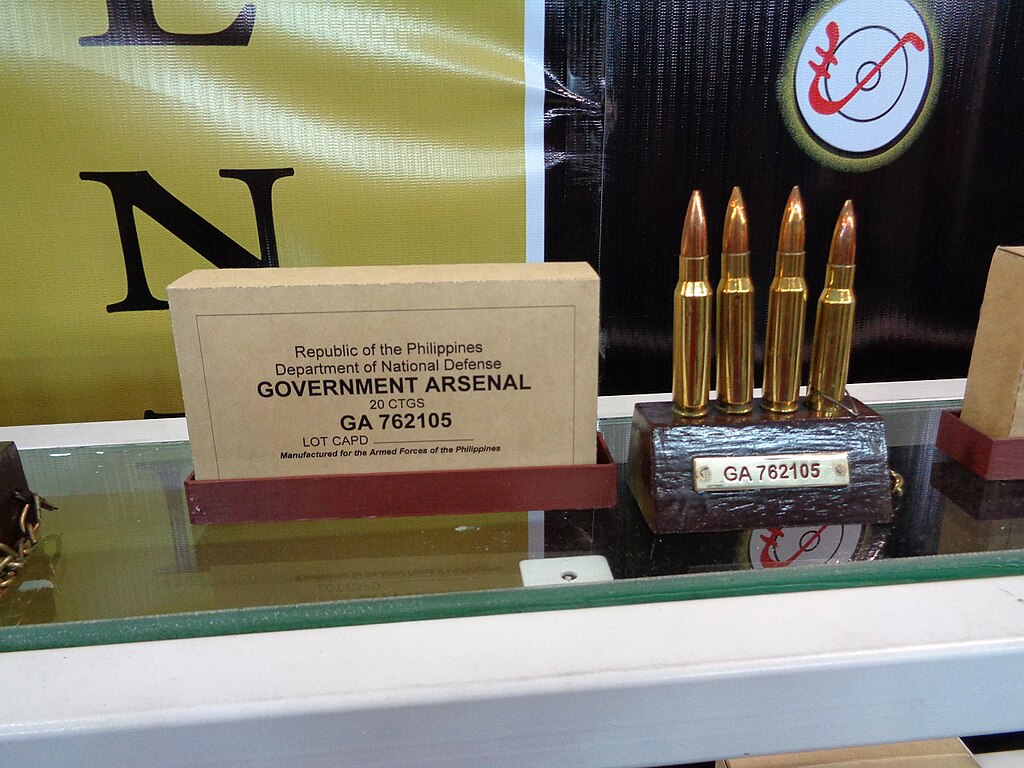 L
N
Republic of the Philippines
Department of National Defense
GOVERNMENT ARSENAL
20 CTGS
GA 762105
LOT CAPD
Manufactured for the Armed Forces of the Philippines
GA 762105